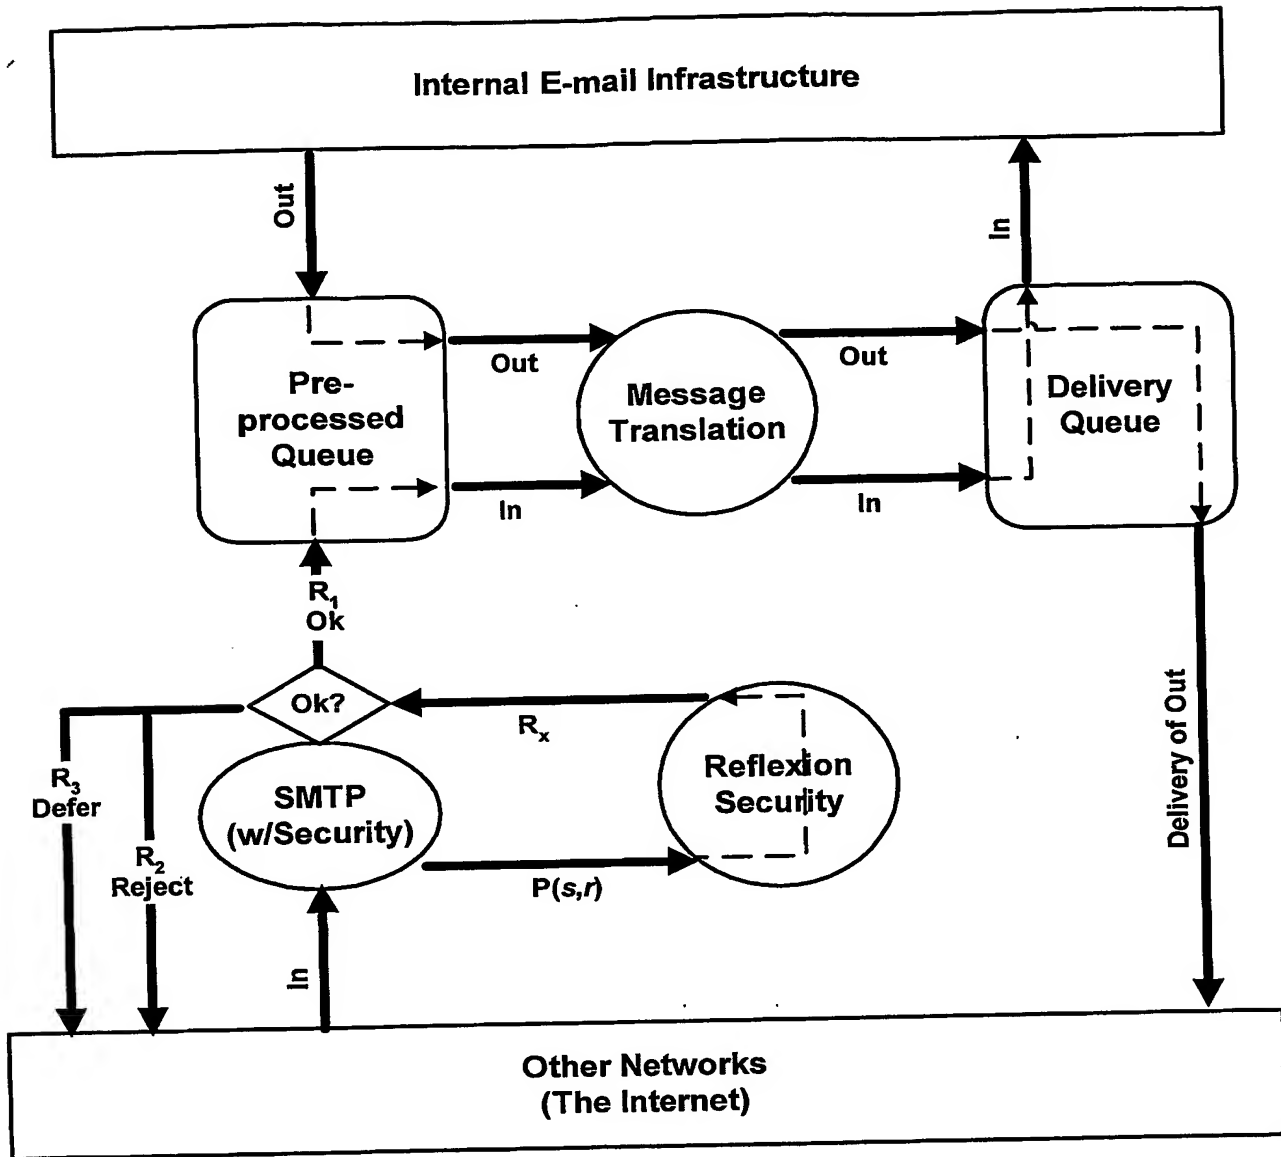 Internal E-mail Infrastructure
Out
In
Out
Out
Pre-
processed
Queue
Message
Translation
Delivery
Queue
In
In
R1
Ok
Ok?
Rx
R3
Defer
R2
Reject
SMTP
(w/Security)
Reflexion
Security
P(s,r)
Delivery of Out
In
Other Networks
(The Internet)